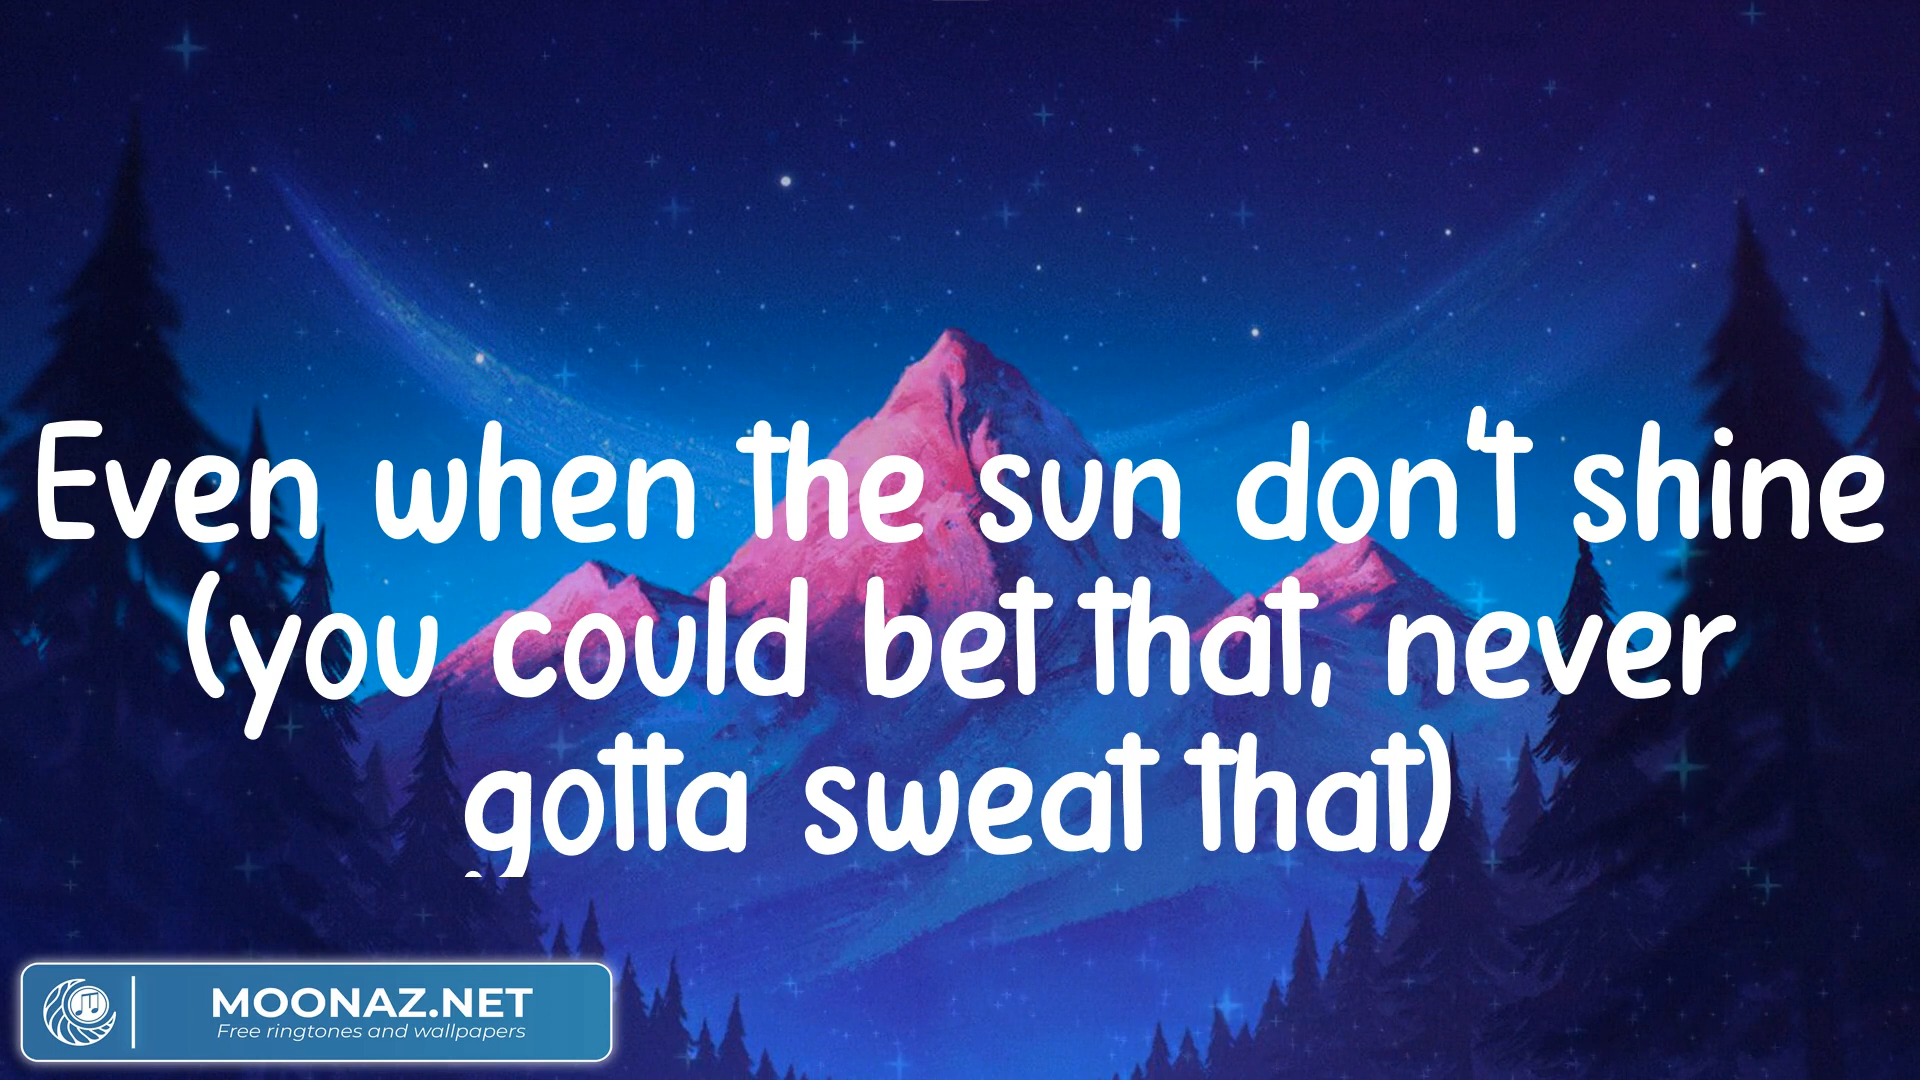 Even when the sun don't shine
(you could bet that, never
gotta sweat that)
MOONAZ.NET
Free ringtones and wallpapers